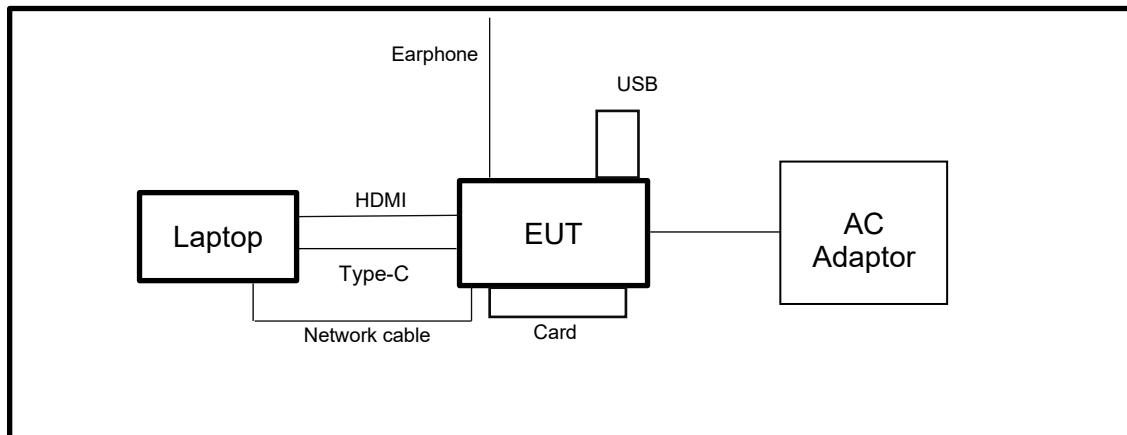 Earphone
USB
HDMI
Laptop
EUT
AC
Adaptor
Type-C
Network cable
Card